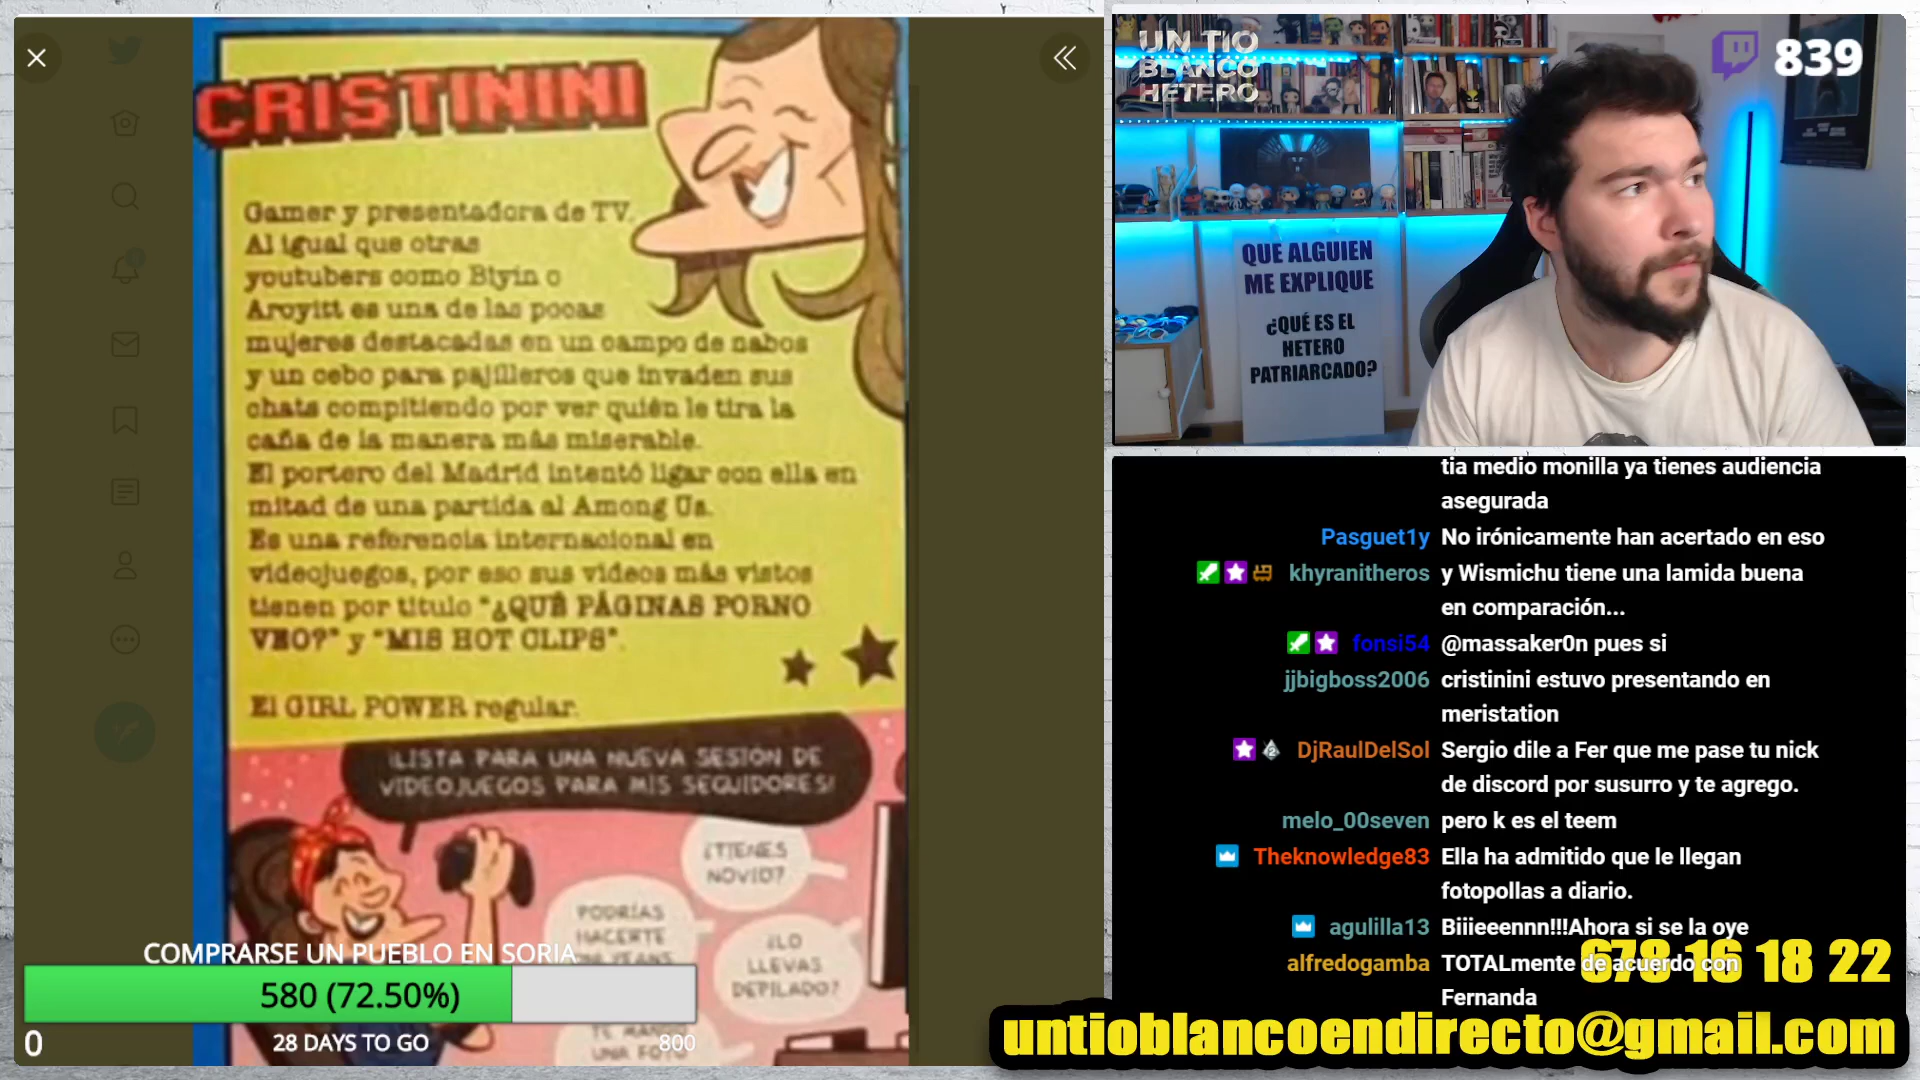 CRISTININI
Gamer y presentadora de TV.
Al igual que otras
youtubers como Biyin o
Aroyitt es una de las pocas
mujeres destacadas en un campo de nabos
y un cebo para pajilleros que invaden sus
chats compitiendo por ver quién le tira la
caña de la manera más miserable.
El portero del Madrid intentó ligar con ella en
mitad de una partida al Among Us.
Es una referencia internacional en
videojuegos, por eso sus videos más vistos
tienen por titulo "¿QUÉ PÁGINAS PORNO
VEO?" y "MIS HOT CLIPS".
El GIRL POWER regular.
¡LISTA PARA UNA NUEVA SESIÓN DE
VIDEOJUEGOS PARA MIS SEGUIDORES!
¿TIENES
NOVIO?
PODRÍAS
HACERTE
¿LO
LLEVAS
DEPILADO?
TE MANDO
UNA FOTO
COMPRARSE UN PUEBLO EN SORIA
580 (72.50%)
0
28 DAYS TO GO
800
UN TIO
BLANCO
HETERO
839
QUE ALGUIEN
ME EXPLIQUE
¿QUÉ ES EL
HETERO
PATRIARCADO?
tia medio monilla ya tienes audiencia
asegurada
Pasguet1y No irónicamente han acertado en eso
khyranitheros y Wismichu tiene una lamida buena
en comparación...
fonsi54 @massaker0n pues si
jjbigboss2006 cristinini estuvo presentando en
meristation
DjRaulDelSol Sergio dile a Fer que me pase tu nick
de discord por susurro y te agrego.
melo_00seven pero k es el teem
Theknowledge83 Ella ha admitido que le llegan
fotopollas a diario.
agulilla13 Biiieeennn!!!Ahora si se la oye
alfredogamba TOTALmente de acuerdo con
Fernanda
678 16 18 22
untioblancoendirecto@gmail.com